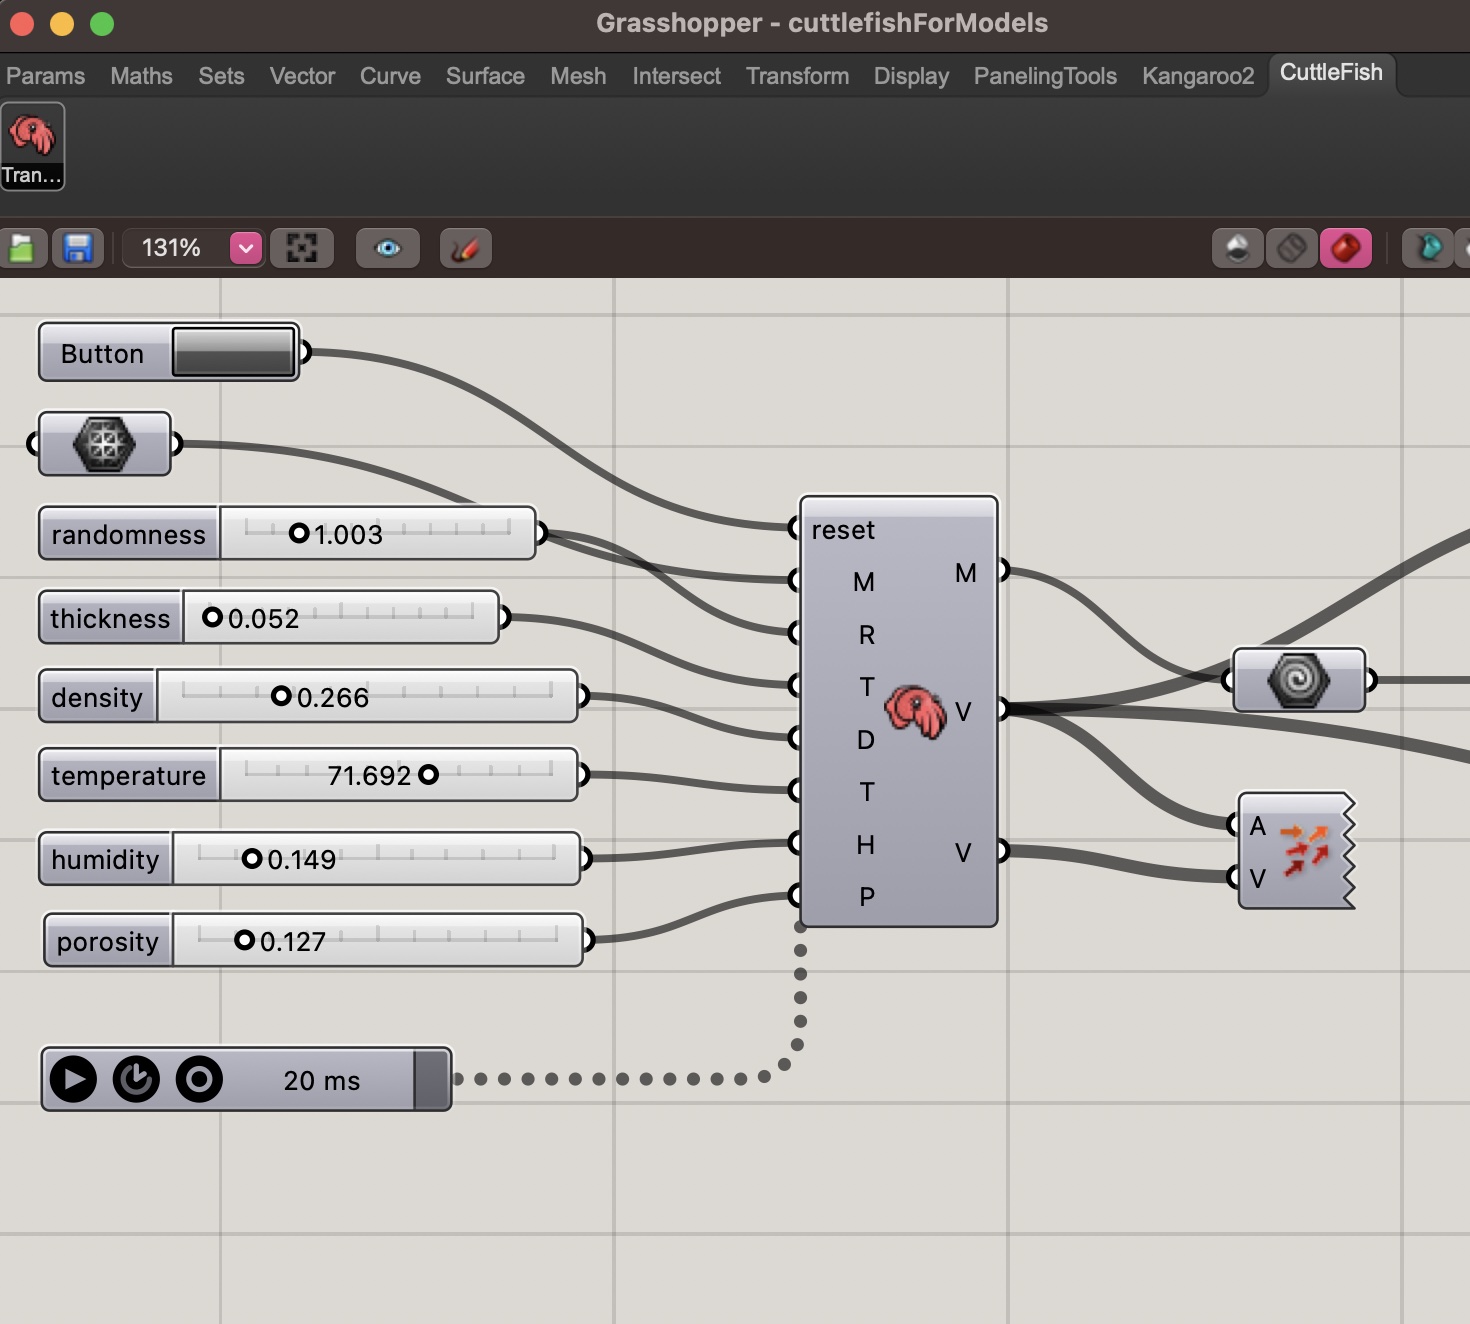 Grasshopper - cuttlefishForModels
Params Maths Sets Vector Curve Surface Mesh Intersect Transform Display PanelingTools Kangaroo2 CuttleFish
Tran...
131%
Button
randomness 1.003
thickness 0.052
density 0.266
temperature 71.692
humidity 0.149
porosity 0.127
20 ms
reset
M
R
T
D
T
H
P
M
V
V
A
V